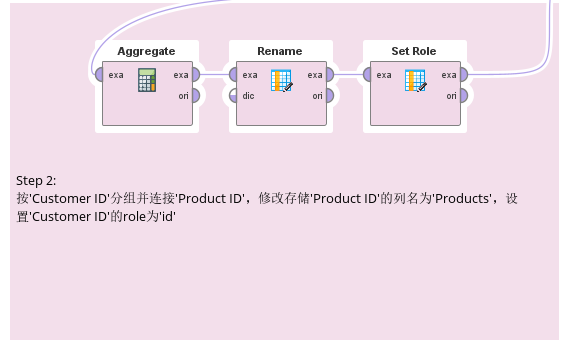 Aggregate Rename Set Role
exa exa exa exa exa exa
ori dic ori ori
Step 2:
按'Customer ID'分组并连接'Product ID'，修改存储'Product ID'的列名为'Products'，设
置'Customer ID'的role为'id'